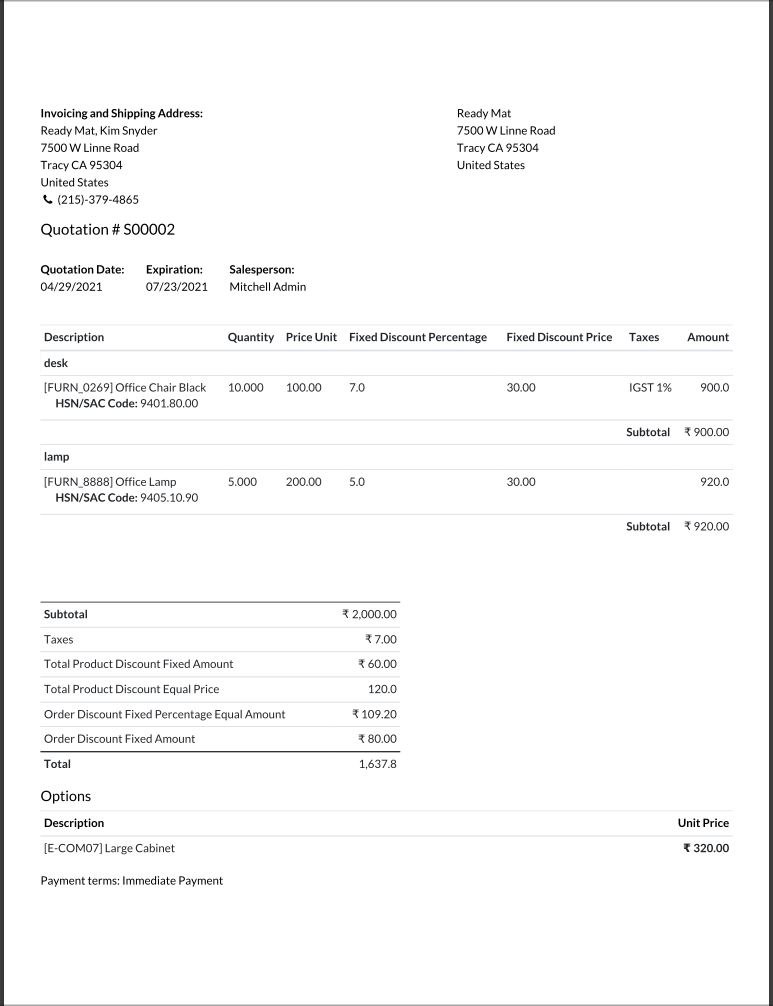 Invoicing and Shipping Address:
Ready Mat, Kim Snyder
7500 W Linne Road
Tracy CA 95304
United States
(215)-379-4865
Ready Mat
7500 W Linne Road
Tracy CA 95304
United States
Quotation # S00002
Quotation Date: Expiration: Salesperson:
04/29/2021 07/23/2021 Mitchell Admin
Description Quantity Price Unit Fixed Discount Percentage Fixed Discount Price Taxes Amount
desk
[FURN_0269] Office Chair Black 10.000 100.00 7.0 30.00 IGST 1% 900.0
HSN/SAC Code: 9401.80.00
Subtotal ₹ 900.00
lamp
[FURN_8888] Office Lamp 5.000 200.00 5.0 30.00 920.0
HSN/SAC Code: 9405.10.90
Subtotal ₹ 920.00
Subtotal ₹ 2,000.00
Taxes ₹ 7.00
Total Product Discount Fixed Amount ₹ 60.00
Total Product Discount Equal Price 120.0
Order Discount Fixed Percentage Equal Amount ₹ 109.20
Order Discount Fixed Amount ₹ 80.00
Total 1,637.8
Options
Description Unit Price
[E-COM07] Large Cabinet ₹ 320.00
Payment terms: Immediate Payment